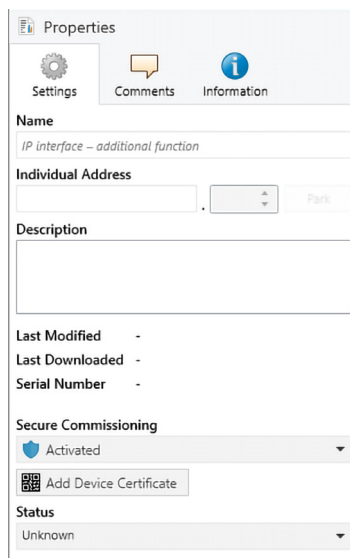 Properties
Settings Comments Information
Name
IP interface – additional function
Individual Address
. Park
Description
Last Modified -
Last Downloaded -
Serial Number -
Secure Commissioning
Activated
Add Device Certificate
Status
Unknown